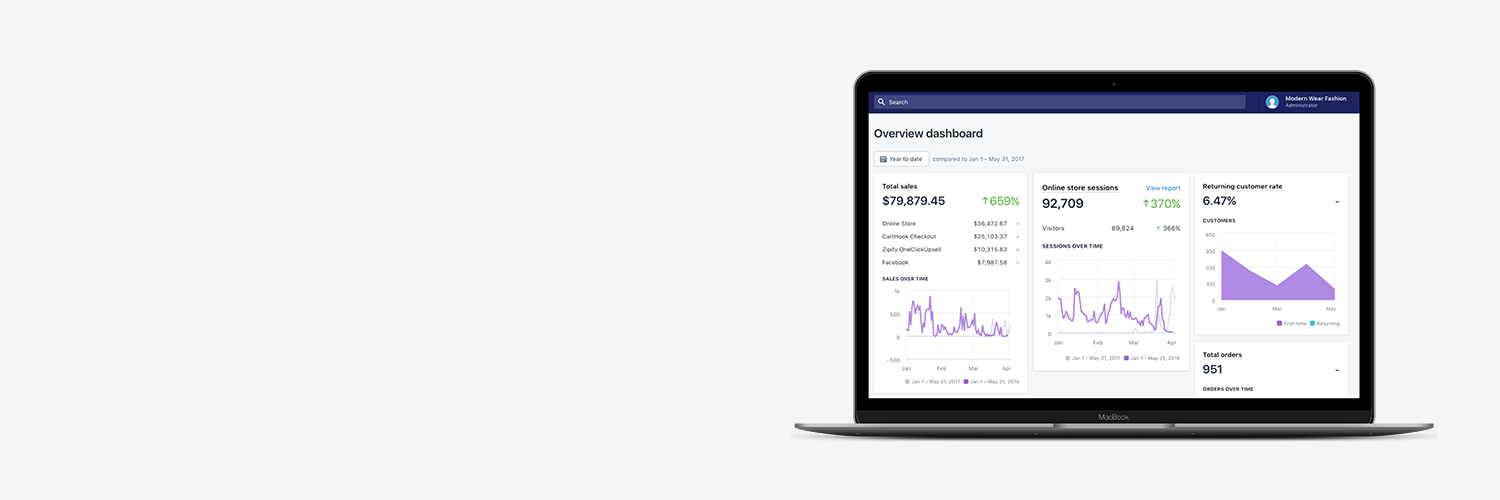 Search
Modern Wear Fashion
Administrator
Overview dashboard
Year to date compared to Jan 1 – May 31, 2017
Total sales
$79,879.45 ↑659%
Online Store $36,472.67 -
CartHook Checkout $25,103.37 -
Zipify OneClickUpsell $10,315.83 -
Facebook $7,987.58 -
SALES OVER TIME
1k
500
0
−500
Jan Feb Mar Apr
Jan 1 – May 31, 2017 Jan 1 – May 31, 2018
Online store sessions View report
92,709 ↑370%
Visitors 89,824 ↑ 366%
SESSIONS OVER TIME
4k
3k
2k
1k
0
Jan Feb Mar Apr
Jan 1 – May 31, 2017 Jan 1 – May 31, 2018
Returning customer rate
6.47% -
CUSTOMERS
400
300
200
100
0
Jan Mar May
First-time Returning
Total orders
951 -
ORDERS OVER TIME
MacBook